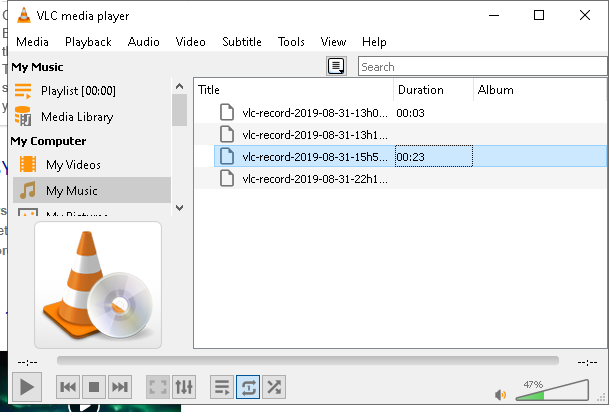 VLC media player
Media Playback Audio Video Subtitle Tools View Help
My Music
Search
Playlist [00:00]
Media Library
My Computer
My Videos
My Music
My Pictures
Title Duration Album
vlc-record-2019-08-31-13h0... 00:03
vlc-record-2019-08-31-13h1...
vlc-record-2019-08-31-15h5... 00:23
vlc-record-2019-08-31-22h1...
--:-- --:--
47%